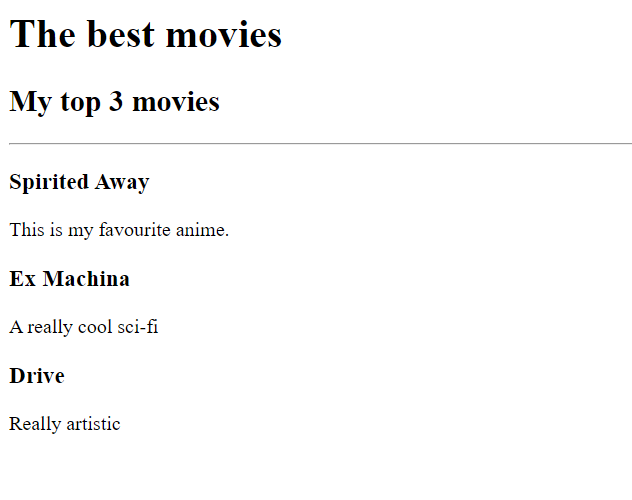 The best movies
My top 3 movies
Spirited Away
This is my favourite anime.
Ex Machina
A really cool sci-fi
Drive
Really artistic